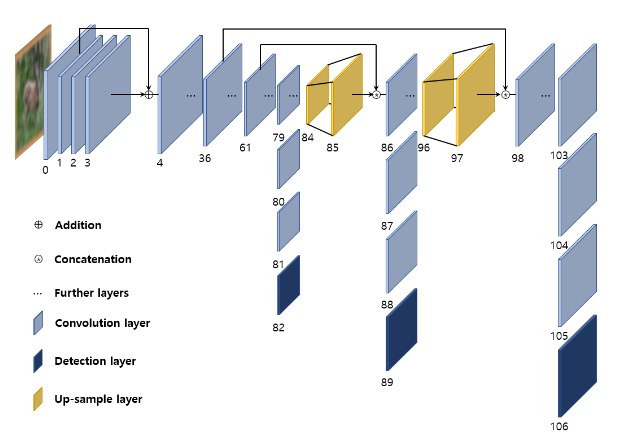 0 1 2 3 4 36 61 79 84 85 86 96 97 98 103
80 87 104
81 88 105
82 89 106
Addition
Concatenation
... Further layers
Convolution layer
Detection layer
Up-sample layer